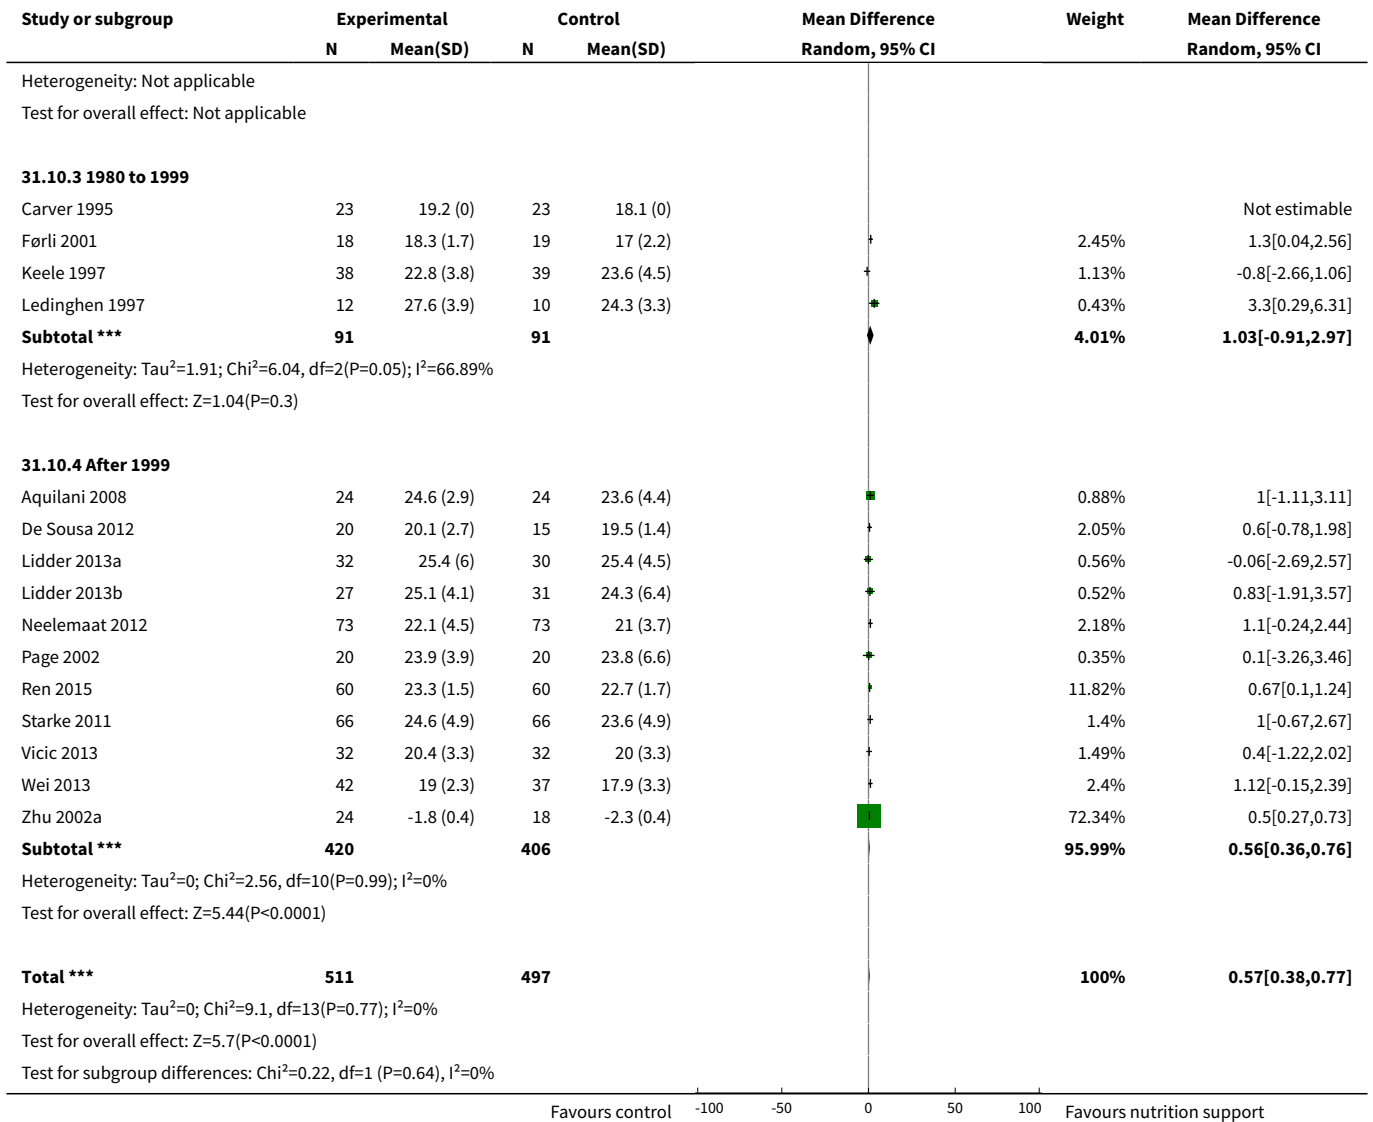 Study or subgroup Experimental Control Mean Difference Weight Mean Difference
N Mean(SD) N Mean(SD) Random, 95% CI Random, 95% CI
Heterogeneity: Not applicable
Test for overall effect: Not applicable
31.10.3 1980 to 1999
Carver 1995 23 19.2 (0) 23 18.1 (0) Not estimable
Førli 2001 18 18.3 (1.7) 19 17 (2.2) 2.45% 1.3[0.04,2.56]
Keele 1997 38 22.8 (3.8) 39 23.6 (4.5) 1.13% -0.8[-2.66,1.06]
Ledinghen 1997 12 27.6 (3.9) 10 24.3 (3.3) 0.43% 3.3[0.29,6.31]
Subtotal *** 91 91 4.01% 1.03[-0.91,2.97]
Heterogeneity: Tau²=1.91; Chi²=6.04, df=2(P=0.05); I²=66.89%
Test for overall effect: Z=1.04(P=0.3)
31.10.4 After 1999
Aquilani 2008 24 24.6 (2.9) 24 23.6 (4.4) 0.88% 1[-1.11,3.11]
De Sousa 2012 20 20.1 (2.7) 15 19.5 (1.4) 2.05% 0.6[-0.78,1.98]
Lidder 2013a 32 25.4 (6) 30 25.4 (4.5) 0.56% -0.06[-2.69,2.57]
Lidder 2013b 27 25.1 (4.1) 31 24.3 (6.4) 0.52% 0.83[-1.91,3.57]
Neelemaat 2012 73 22.1 (4.5) 73 21 (3.7) 2.18% 1.1[-0.24,2.44]
Page 2002 20 23.9 (3.9) 20 23.8 (6.6) 0.35% 0.1[-3.26,3.46]
Ren 2015 60 23.3 (1.5) 60 22.7 (1.7) 11.82% 0.67[0.1,1.24]
Starke 2011 66 24.6 (4.9) 66 23.6 (4.9) 1.4% 1[-0.67,2.67]
Vicic 2013 32 20.4 (3.3) 32 20 (3.3) 1.49% 0.4[-1.22,2.02]
Wei 2013 42 19 (2.3) 37 17.9 (3.3) 2.4% 1.12[-0.15,2.39]
Zhu 2002a 24 -1.8 (0.4) 18 -2.3 (0.4) 72.34% 0.5[0.27,0.73]
Subtotal *** 420 406 95.99% 0.56[0.36,0.76]
Heterogeneity: Tau²=0; Chi²=2.56, df=10(P=0.99); I²=0%
Test for overall effect: Z=5.44(P<0.0001)
Total *** 511 497 100% 0.57[0.38,0.77]
Heterogeneity: Tau²=0; Chi²=9.1, df=13(P=0.77); I²=0%
Test for overall effect: Z=5.7(P<0.0001)
Test for subgroup differences: Chi²=0.22, df=1 (P=0.64), I²=0%
Favours control -100 -50 0 50 100 Favours nutrition support